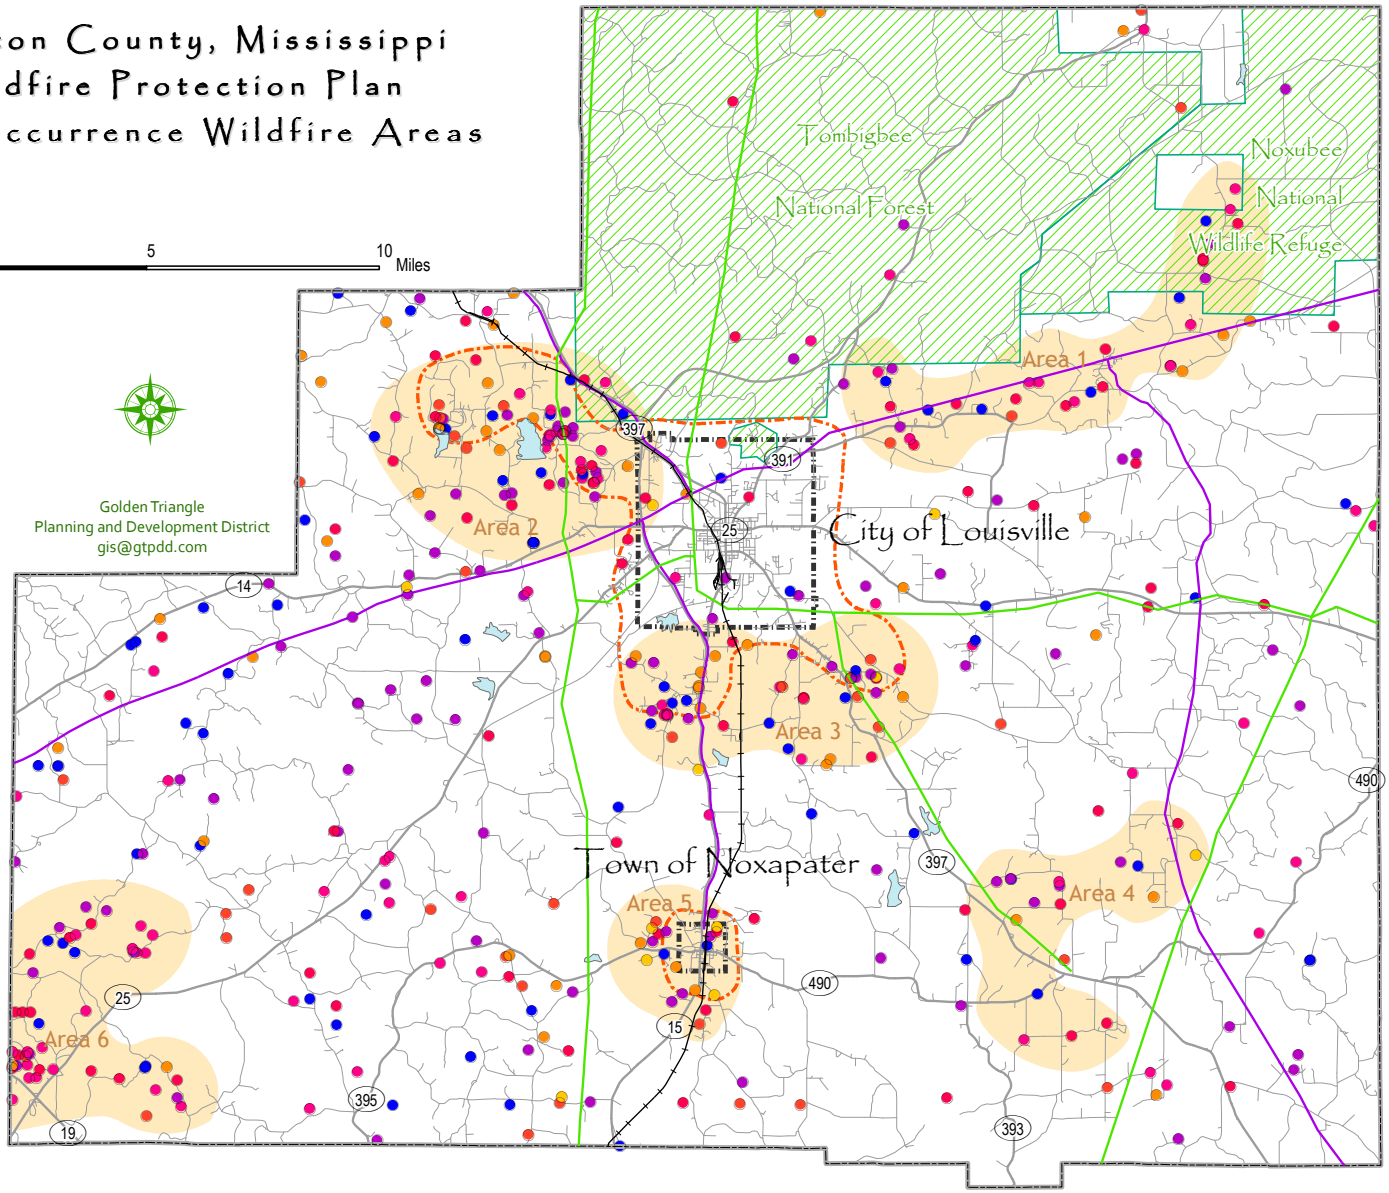 on County, Mississippi
dfire Protection Plan
ccurrence Wildfire Areas
5
10
Miles
Tombigbee
National Forest
Noxubee
National
Wildlife Refuge
Area 1
397
391
Golden Triangle
Planning and Development District
gis@gtpdd.com
Area 2
25
City of Louisville
14
Area 3
490
Town of Noxapater
397
Area 4
Area 5
490
25
15
Area 6
395
19
393